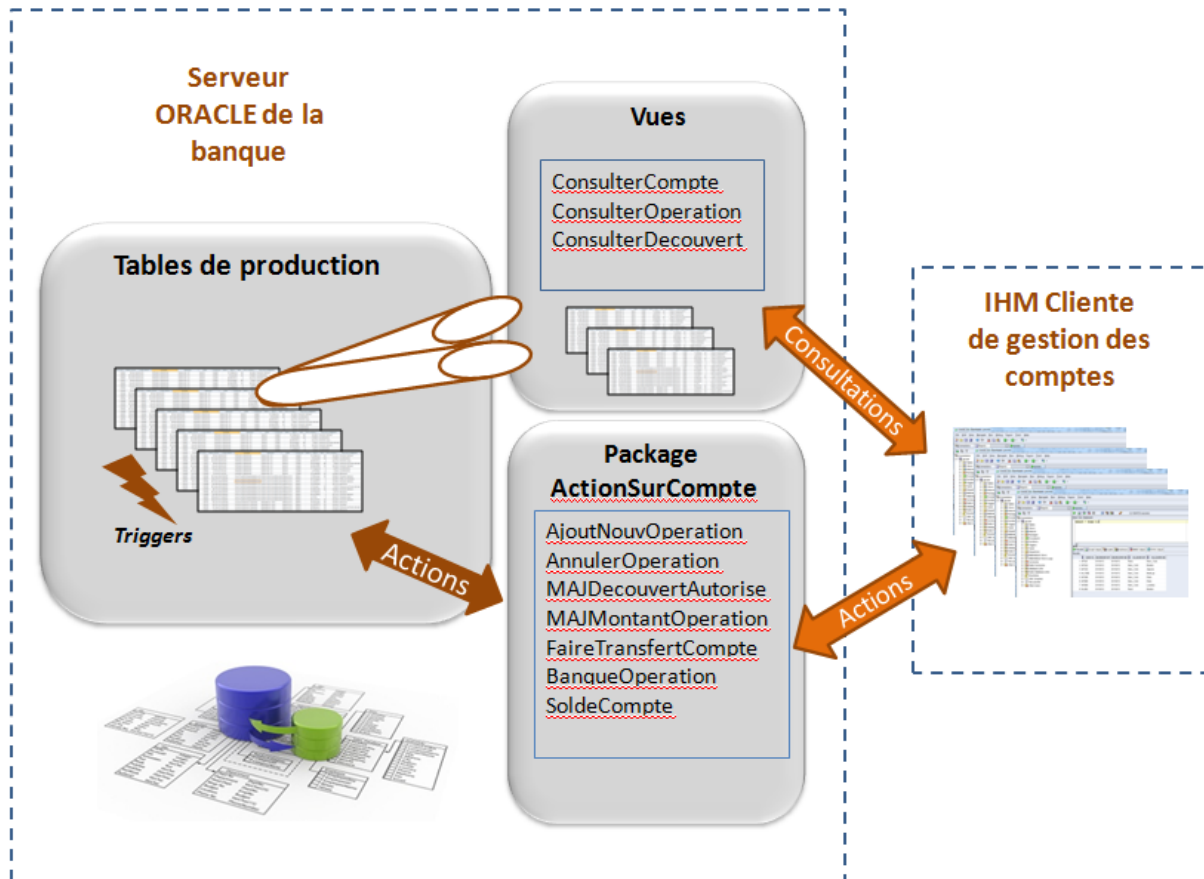 Serveur
ORACLE de la
banque
Vues
ConsulterCompte
ConsulterOperation
ConsulterDecouvert
Tables de production
Triggers
Actions
Package
ActionSurCompte
AjoutNouvOperation
AnnulerOperation
MAJDecouvertAutorise
MAJMontantOperation
FaireTransfertCompte
BanqueOperation
SoldeCompte
Consultations
Actions
IHM Cliente
de gestion des
comptes